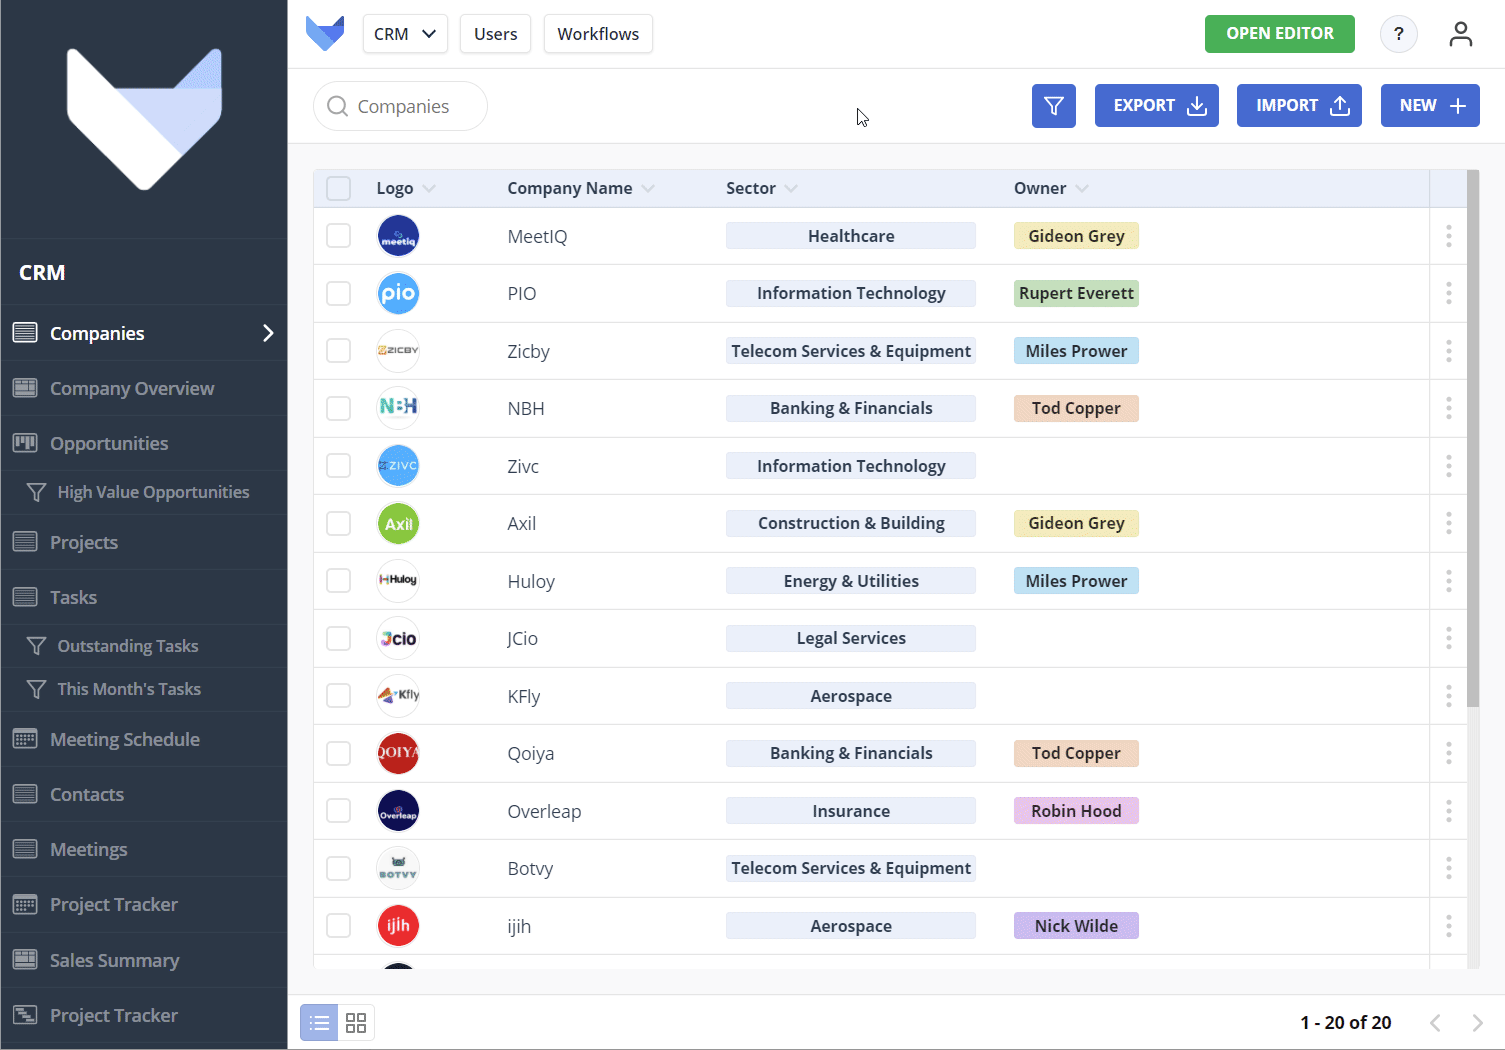 CRM
Users
Workflows
OPEN EDITOR
?
Companies
EXPORT
IMPORT
NEW
CRM
Companies
Company Overview
Opportunities
High Value Opportunities
Projects
Tasks
Outstanding Tasks
This Month's Tasks
Meeting Schedule
Contacts
Meetings
Project Tracker
Sales Summary
Project Tracker
Logo Company Name Sector Owner
meetiq MeetIQ Healthcare Gideon Grey
pio PIO Information Technology Rupert Everett
ZICBY Zicby Telecom Services & Equipment Miles Prower
NBH NBH Banking & Financials Tod Copper
ZIVC Zivc Information Technology
Axil Axil Construction & Building Gideon Grey
Huloy Huloy Energy & Utilities Miles Prower
Jcio JCio Legal Services
Kfly KFly Aerospace
QOIYA Qoiya Banking & Financials Tod Copper
Overleap Overleap Insurance Robin Hood
BOTVY Botvy Telecom Services & Equipment
ijih ijih Aerospace Nick Wilde
1 - 20 of 20